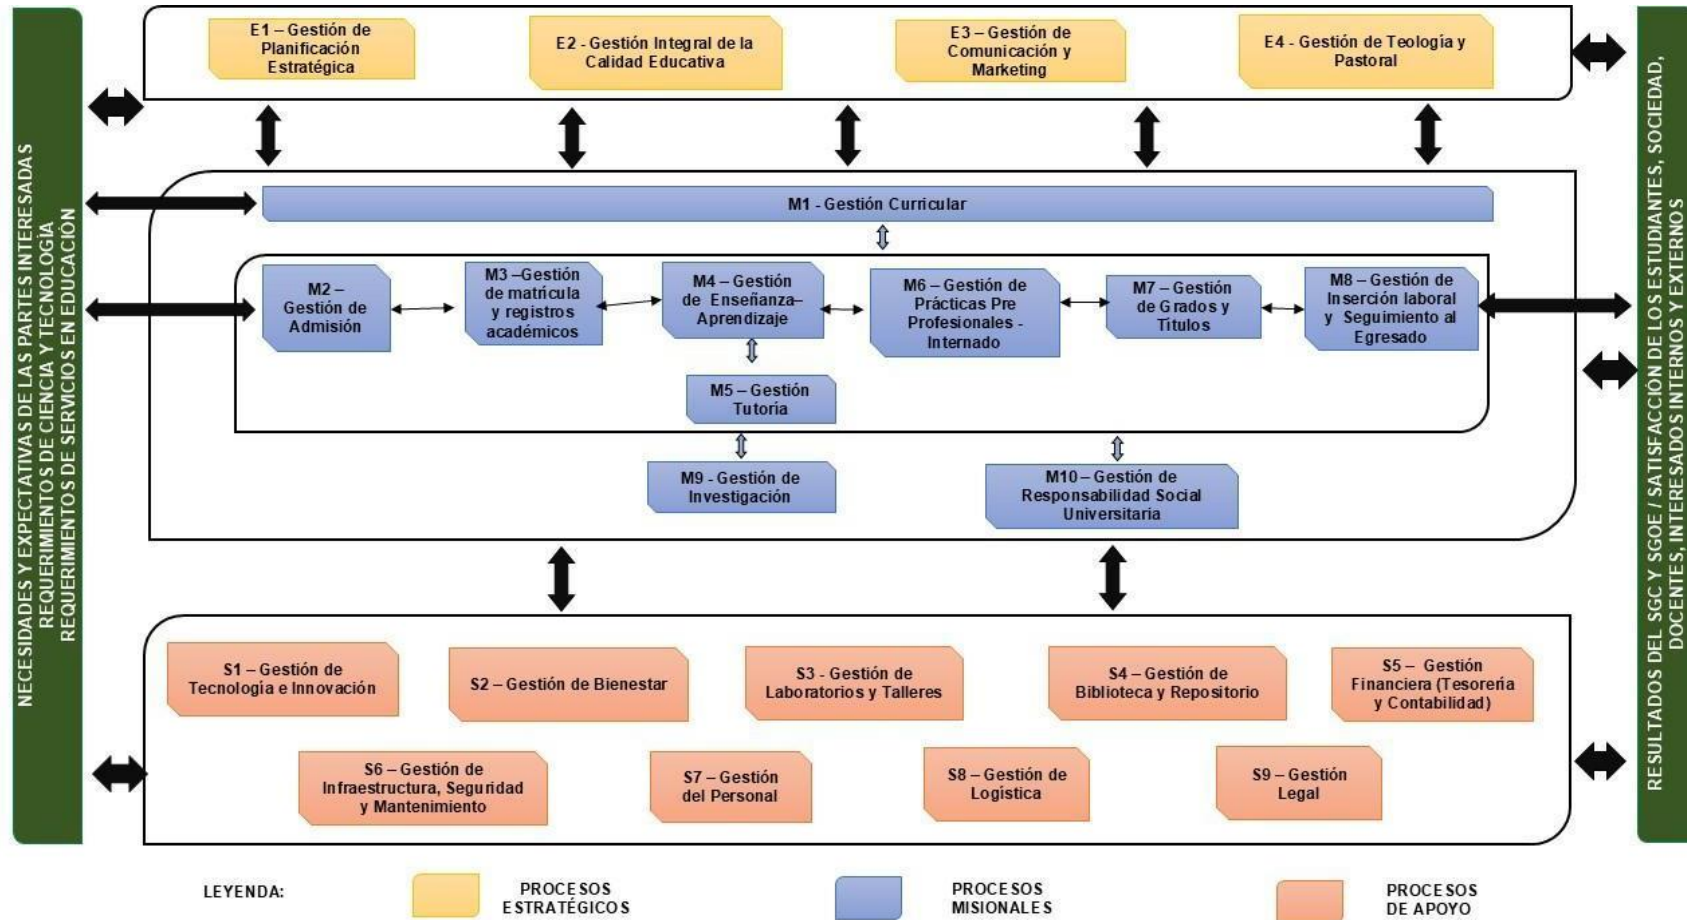 NECESIDADES Y EXPECTATIVAS DE LAS PARTES INTERESADAS
REQUERIMIENTOS DE CIENCIA Y TECNOLOGÍA
REQUERIMIENTOS DE SERVICIOS EN EDUCACIÓN
E1 – Gestión de
Planificación
Estratégica
E2 - Gestión Integral de la
Calidad Educativa
E3 – Gestión de
Comunicación y
Marketing
E4 - Gestión de Teología y
Pastoral
M1 - Gestión Curricular
M2 –
Gestión de
Admisión
M3 –Gestión
de matrícula
y registros
académicos
M4 – Gestión
de Enseñanza–
Aprendizaje
M6 – Gestión de
Prácticas Pre
Profesionales -
Internado
M7 – Gestión
de Grados y
Títulos
M8 – Gestión de
Inserción laboral
y Seguimiento al
Egresado
M5 – Gestión
Tutoría
M9 - Gestión de
Investigación
M10 – Gestión de
Responsabilidad Social
Universitaria
S1 – Gestión de
Tecnología e Innovación
S2 – Gestión de Bienestar
S3 - Gestión de
Laboratorios y Talleres
S4 – Gestión de
Biblioteca y Repositorio
S5 – Gestión
Financiera (Tesorería
y Contabilidad)
S6 – Gestión de
Infraestructura, Seguridad
y Mantenimiento
S7 – Gestión
del Personal
S8 – Gestión de
Logística
S9 – Gestión
Legal
RESULTADOS DEL SGC Y SGOE / SATISFACCIÓN DE LOS ESTUDIANTES, SOCIEDAD,
DOCENTES, INTERESADOS INTERNOS Y EXTERNOS
LEYENDA:
PROCESOS
ESTRATÉGICOS
PROCESOS
MISIONALES
PROCESOS
DE APOYO